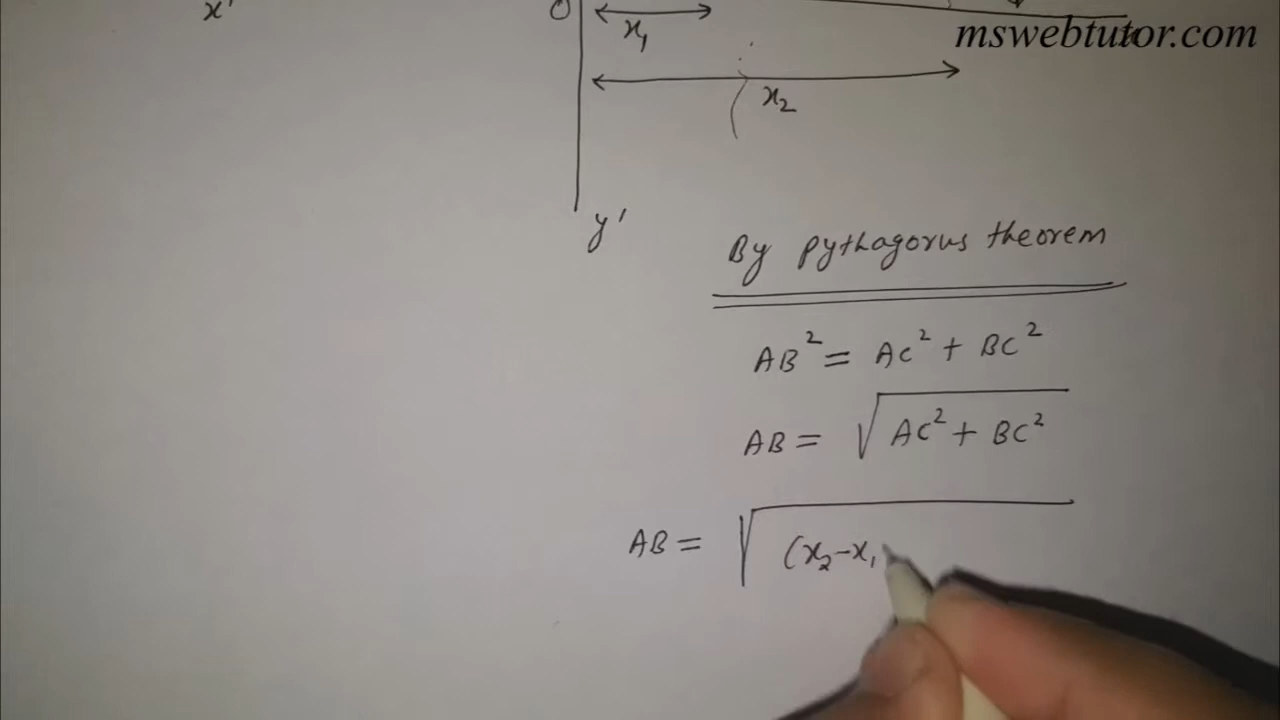 x'
O
x₁
mswebtutor.com
x₂
y'
By pythagorus theorem
AB² = AC² + BC²
AB = √AC² + BC²
AB = √(x₂-x₁